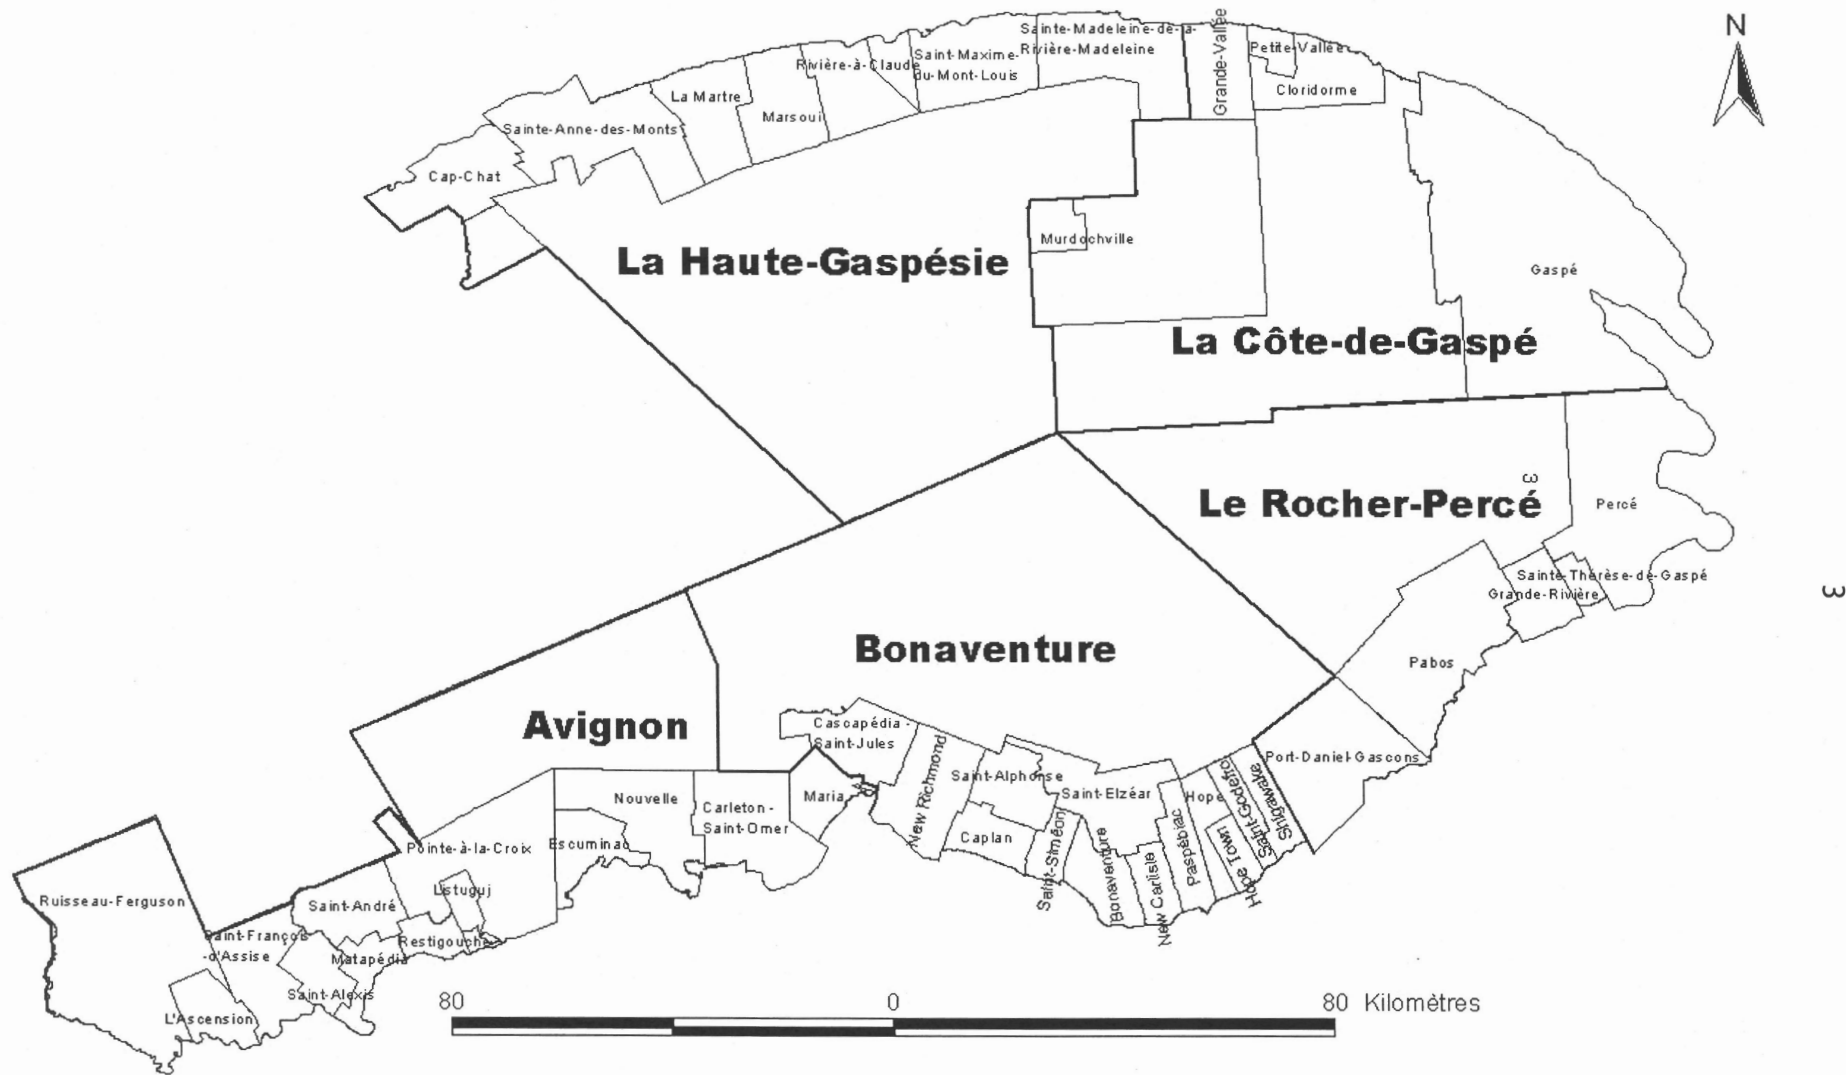 N
Sainte-Madeleine-de-la-
Rivière-Madeleine
Grande-Vallée
Petite-Vallée
Cloridorme
Saint-Maxime-
du-Mont-Louis
Rivière-à-Claude
La Martre
Marsoui
Sainte-Anne-des-Monts
Cap-Chat
Murdochville
La Haute-Gaspésie
Gaspé
La Côte-de-Gaspé
Le Rocher-Percé
3
Percé
Sainte-Thérèse-de-Gaspé
Grande-Rivière
3
Pabos
Bonaventure
Avignon
Cascapédia -
Saint-Jules
New Richmond
Port-Daniel-Gascons
Saint-Alphonse
Saint-Elzéar
Hope
Saint-Godefroi
Shigawake
Nouvelle
Carleton -
Saint-Omer
Maria
Caplan
Saint-Siméon
Bonaventure
New Carlisle
Paspébiac
Hope Town
Pointe-à-la-Croix
Escuminac
Listuguj
Ruisseau-Ferguson
Saint-André
Saint-François
-d'Assise
Restigouche
Matapédia
Saint-Alexis
L'Ascension
80 0 80 Kilomètres